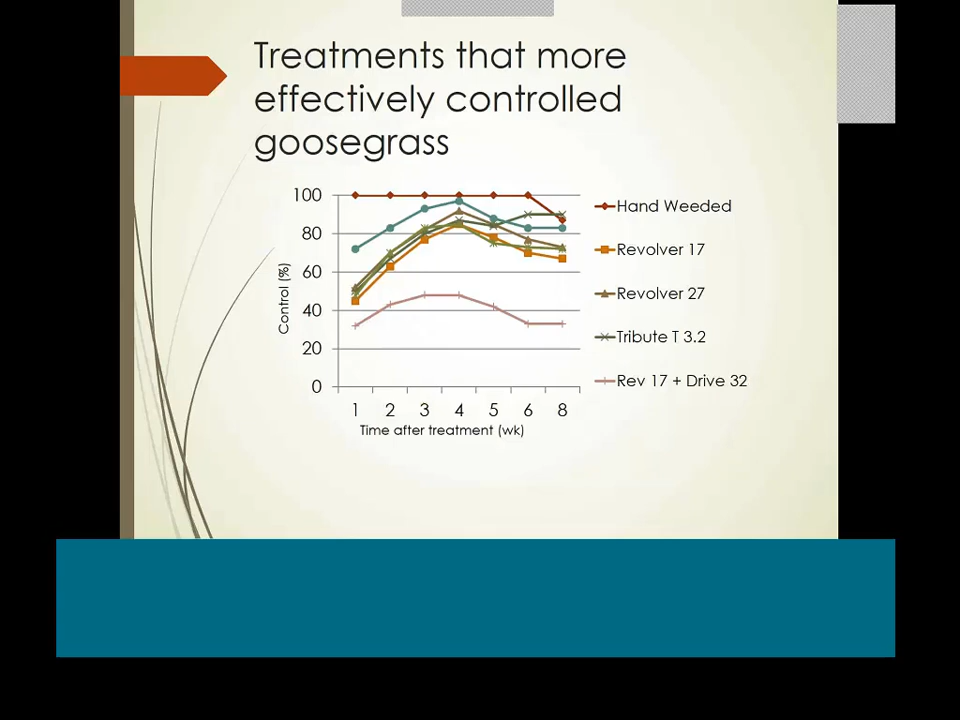 Treatments that more
effectively controlled
goosegrass
100
80
60
40
20
0
Control (%)
1 2 3 4 5 6 8
Time after treatment (wk)
Hand Weeded
Revolver 17
Revolver 27
Tribute T 3.2
Rev 17 + Drive 32